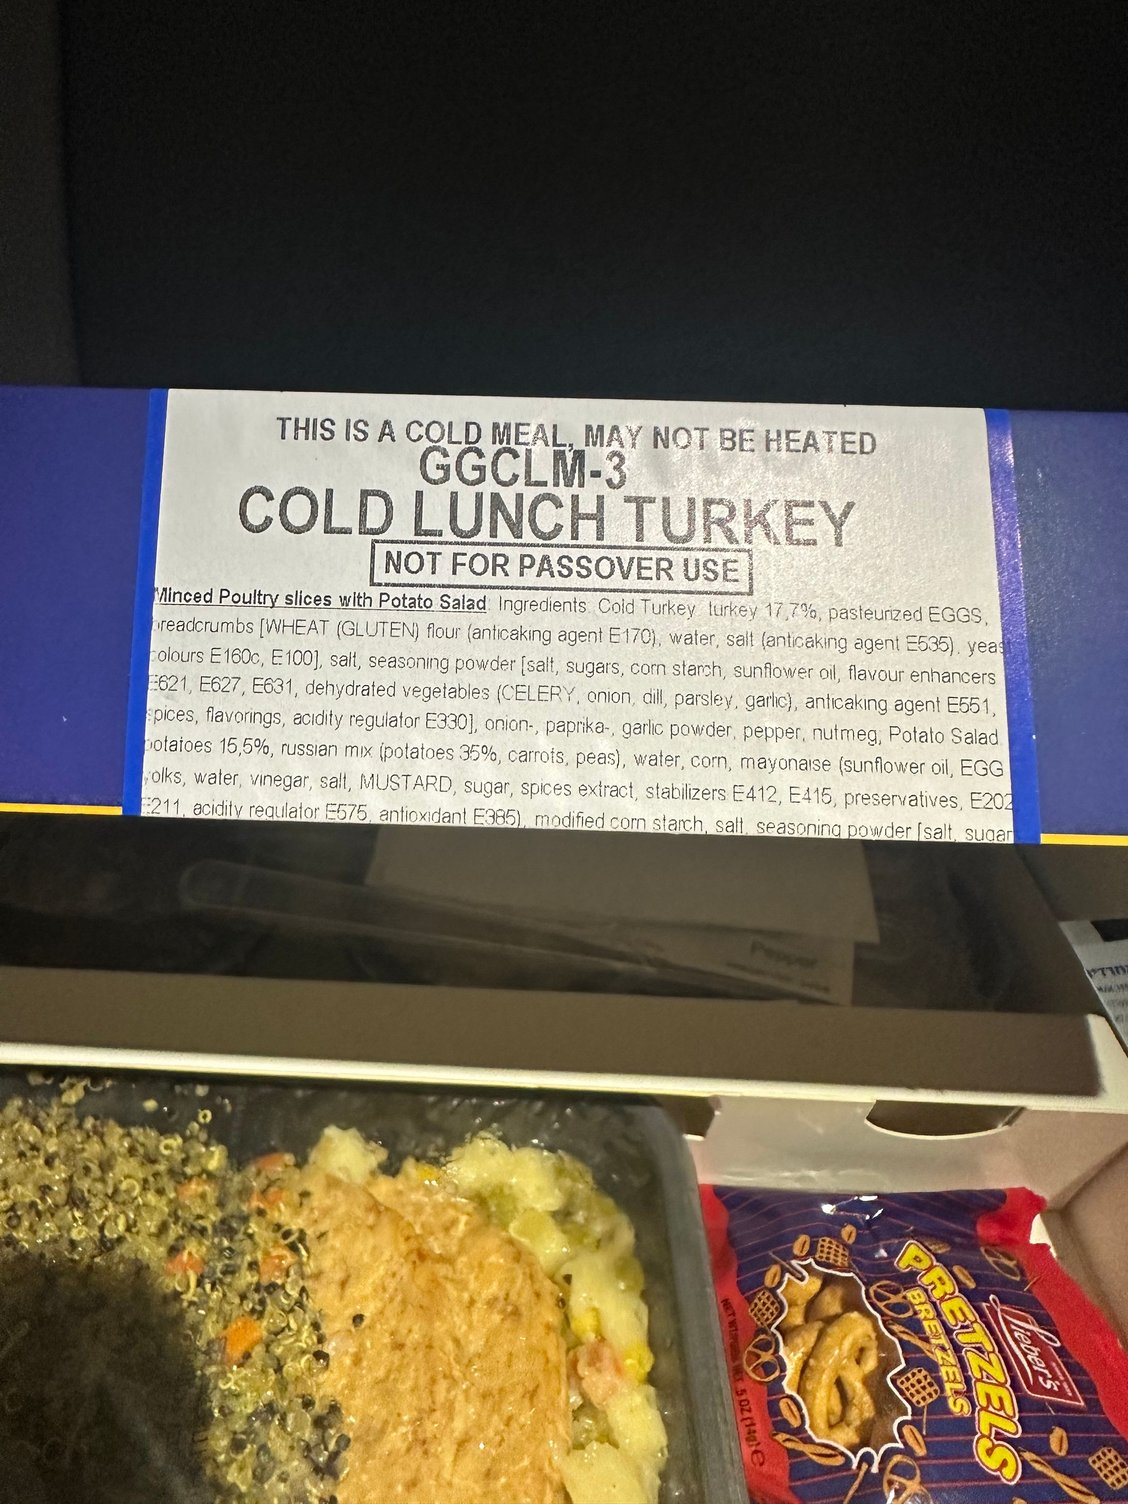 THIS IS A COLD MEAL, MAY NOT BE HEATED
GGCLM-3
COLD LUNCH TURKEY
NOT FOR PASSOVER USE
Minced Poultry slices with Potato Salad: Ingredients: Cold Turkey: turkey 17,7%, pasteurized EGGS,
readcrumbs [WHEAT (GLUTEN) flour (anticaking agent E170), water, salt (anticaking agent E535), yeast
olours E160c, E100], salt, seasoning powder [salt, sugars, corn starch, sunflower oil, flavour enhancers
E621, E627, E631, dehydrated vegetables (CELERY, onion, dill, parsley, garlic), anticaking agent E551,
spices, flavorings, acidity regulator E330], onion-, paprika-, garlic powder, pepper, nutmeg; Potato Salad
potatoes 15,5%, russian mix (potatoes 35%, carrots, peas), water, corn, mayonaise (sunflower oil, EGG
yolks, water, vinegar, salt, MUSTARD, sugar, spices extract, stabilizers E412, E415, preservatives, E202
E211, acidity regulator E575, antioxidant E385), modified corn starch, salt, seasoning powder [salt, sugar
Pepper
Lieber's
PRETZELS
BRETZELS